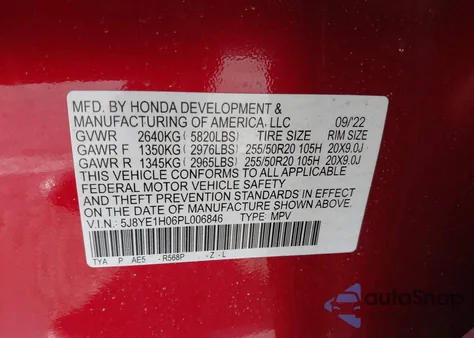 MFD. BY HONDA DEVELOPMENT &
MANUFACTURING OF AMERICA, LLC 09/'22
GVWR 2640KG ( 5820LBS) TIRE SIZE RIM SIZE
GAWR F 1350KG ( 2976LBS) 255/50R20 105H 20X9.0J
GAWR R 1345KG ( 2965LBS) 255/50R20 105H 20X9.0J
THIS VEHICLE CONFORMS TO ALL APPLICABLE
FEDERAL MOTOR VEHICLE SAFETY
AND THEFT PREVENTION STANDARDS IN EFFECT
ON THE DATE OF MANUFACTURE SHOWN ABOVE.
V.I.N.: 5J8YE1H06PL006846 TYPE: MPV
TYA P AE5 - R568P - Z - L
autoSnap